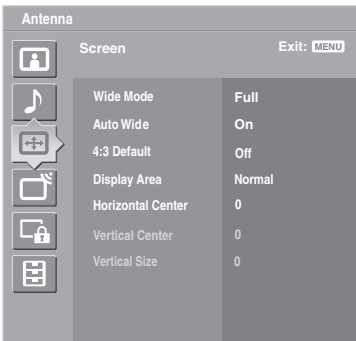 Antenna
Screen Exit: MENU
Wide Mode Full
Auto Wide On
4:3 Default Off
Display Area Normal
Horizontal Center 0
Vertical Center 0
Vertical Size 0